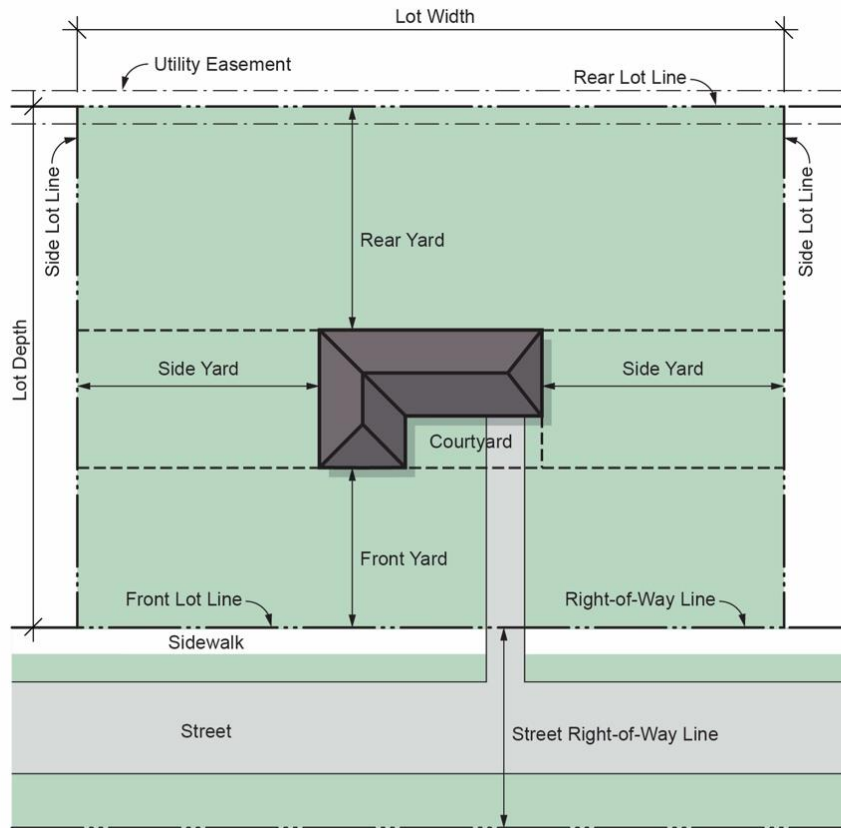 Lot Width
Utility Easement
Rear Lot Line
Side Lot Line
Side Lot Line
Rear Yard
Lot Depth
Side Yard
Side Yard
Courtyard
Front Yard
Front Lot Line
Right-of-Way Line
Sidewalk
Street
Street Right-of-Way Line